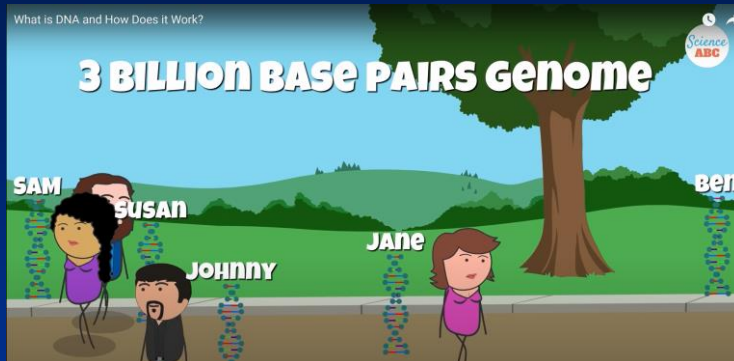 What is DNA and How Does it Work?
Science
ABC
3 BILLION BASE PAIRS GENOME
SAM
SUSAN
JOHNNY
JANE
BEN